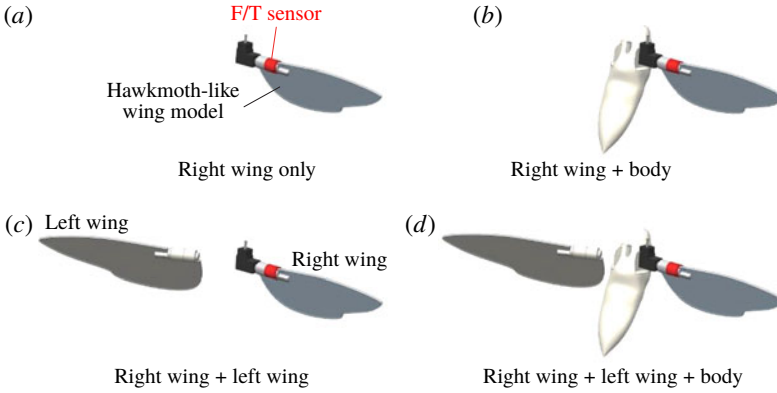 (a)
F/T sensor
Hawkmoth-like
wing model
Right wing only
(b)
Right wing + body
(c)
Left wing
Right wing
Right wing + left wing
(d)
Right wing + left wing + body